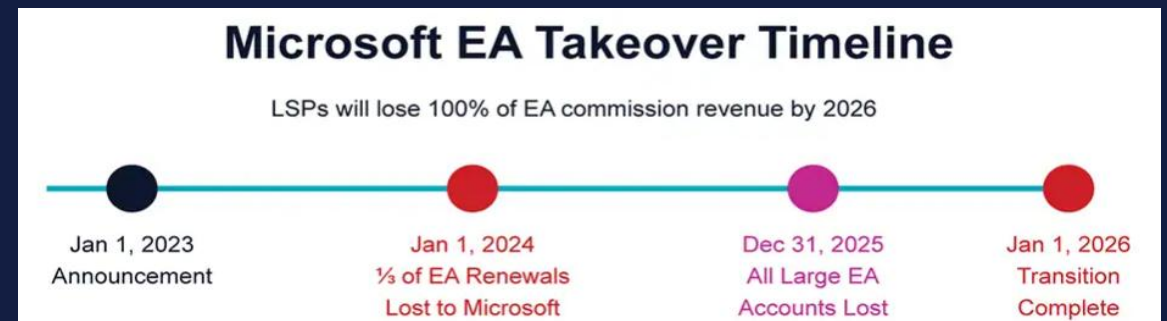 Microsoft EA Takeover Timeline
LSPs will lose 100% of EA commission revenue by 2026
Jan 1, 2023
Announcement
Jan 1, 2024
⅓ of EA Renewals
Lost to Microsoft
Dec 31, 2025
All Large EA
Accounts Lost
Jan 1, 2026
Transition
Complete